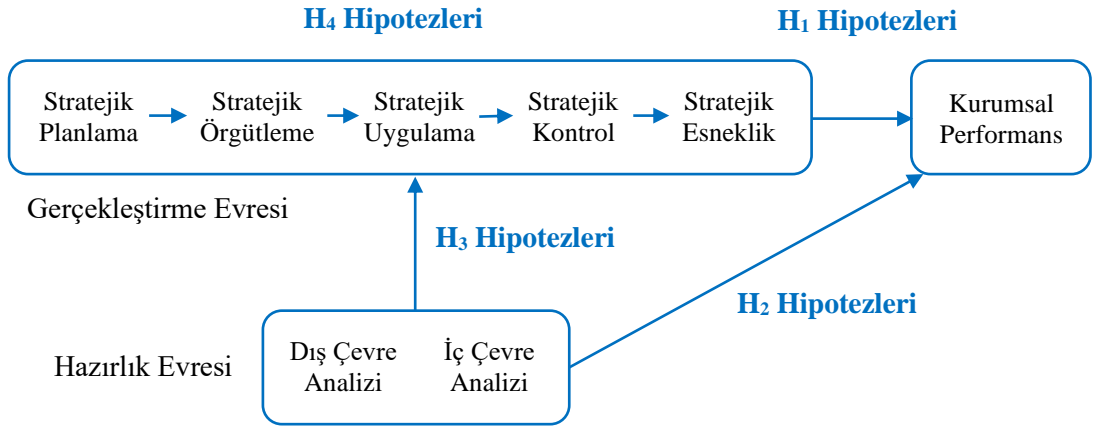 H₄ Hipotezleri
H₁ Hipotezleri
Stratejik Planlama
Stratejik Örgütleme
Stratejik Uygulama
Stratejik Kontrol
Stratejik Esneklik
Kurumsal Performans
Gerçekleştirme Evresi
H₃ Hipotezleri
H₂ Hipotezleri
Hazırlık Evresi
Dış Çevre Analizi
İç Çevre Analizi